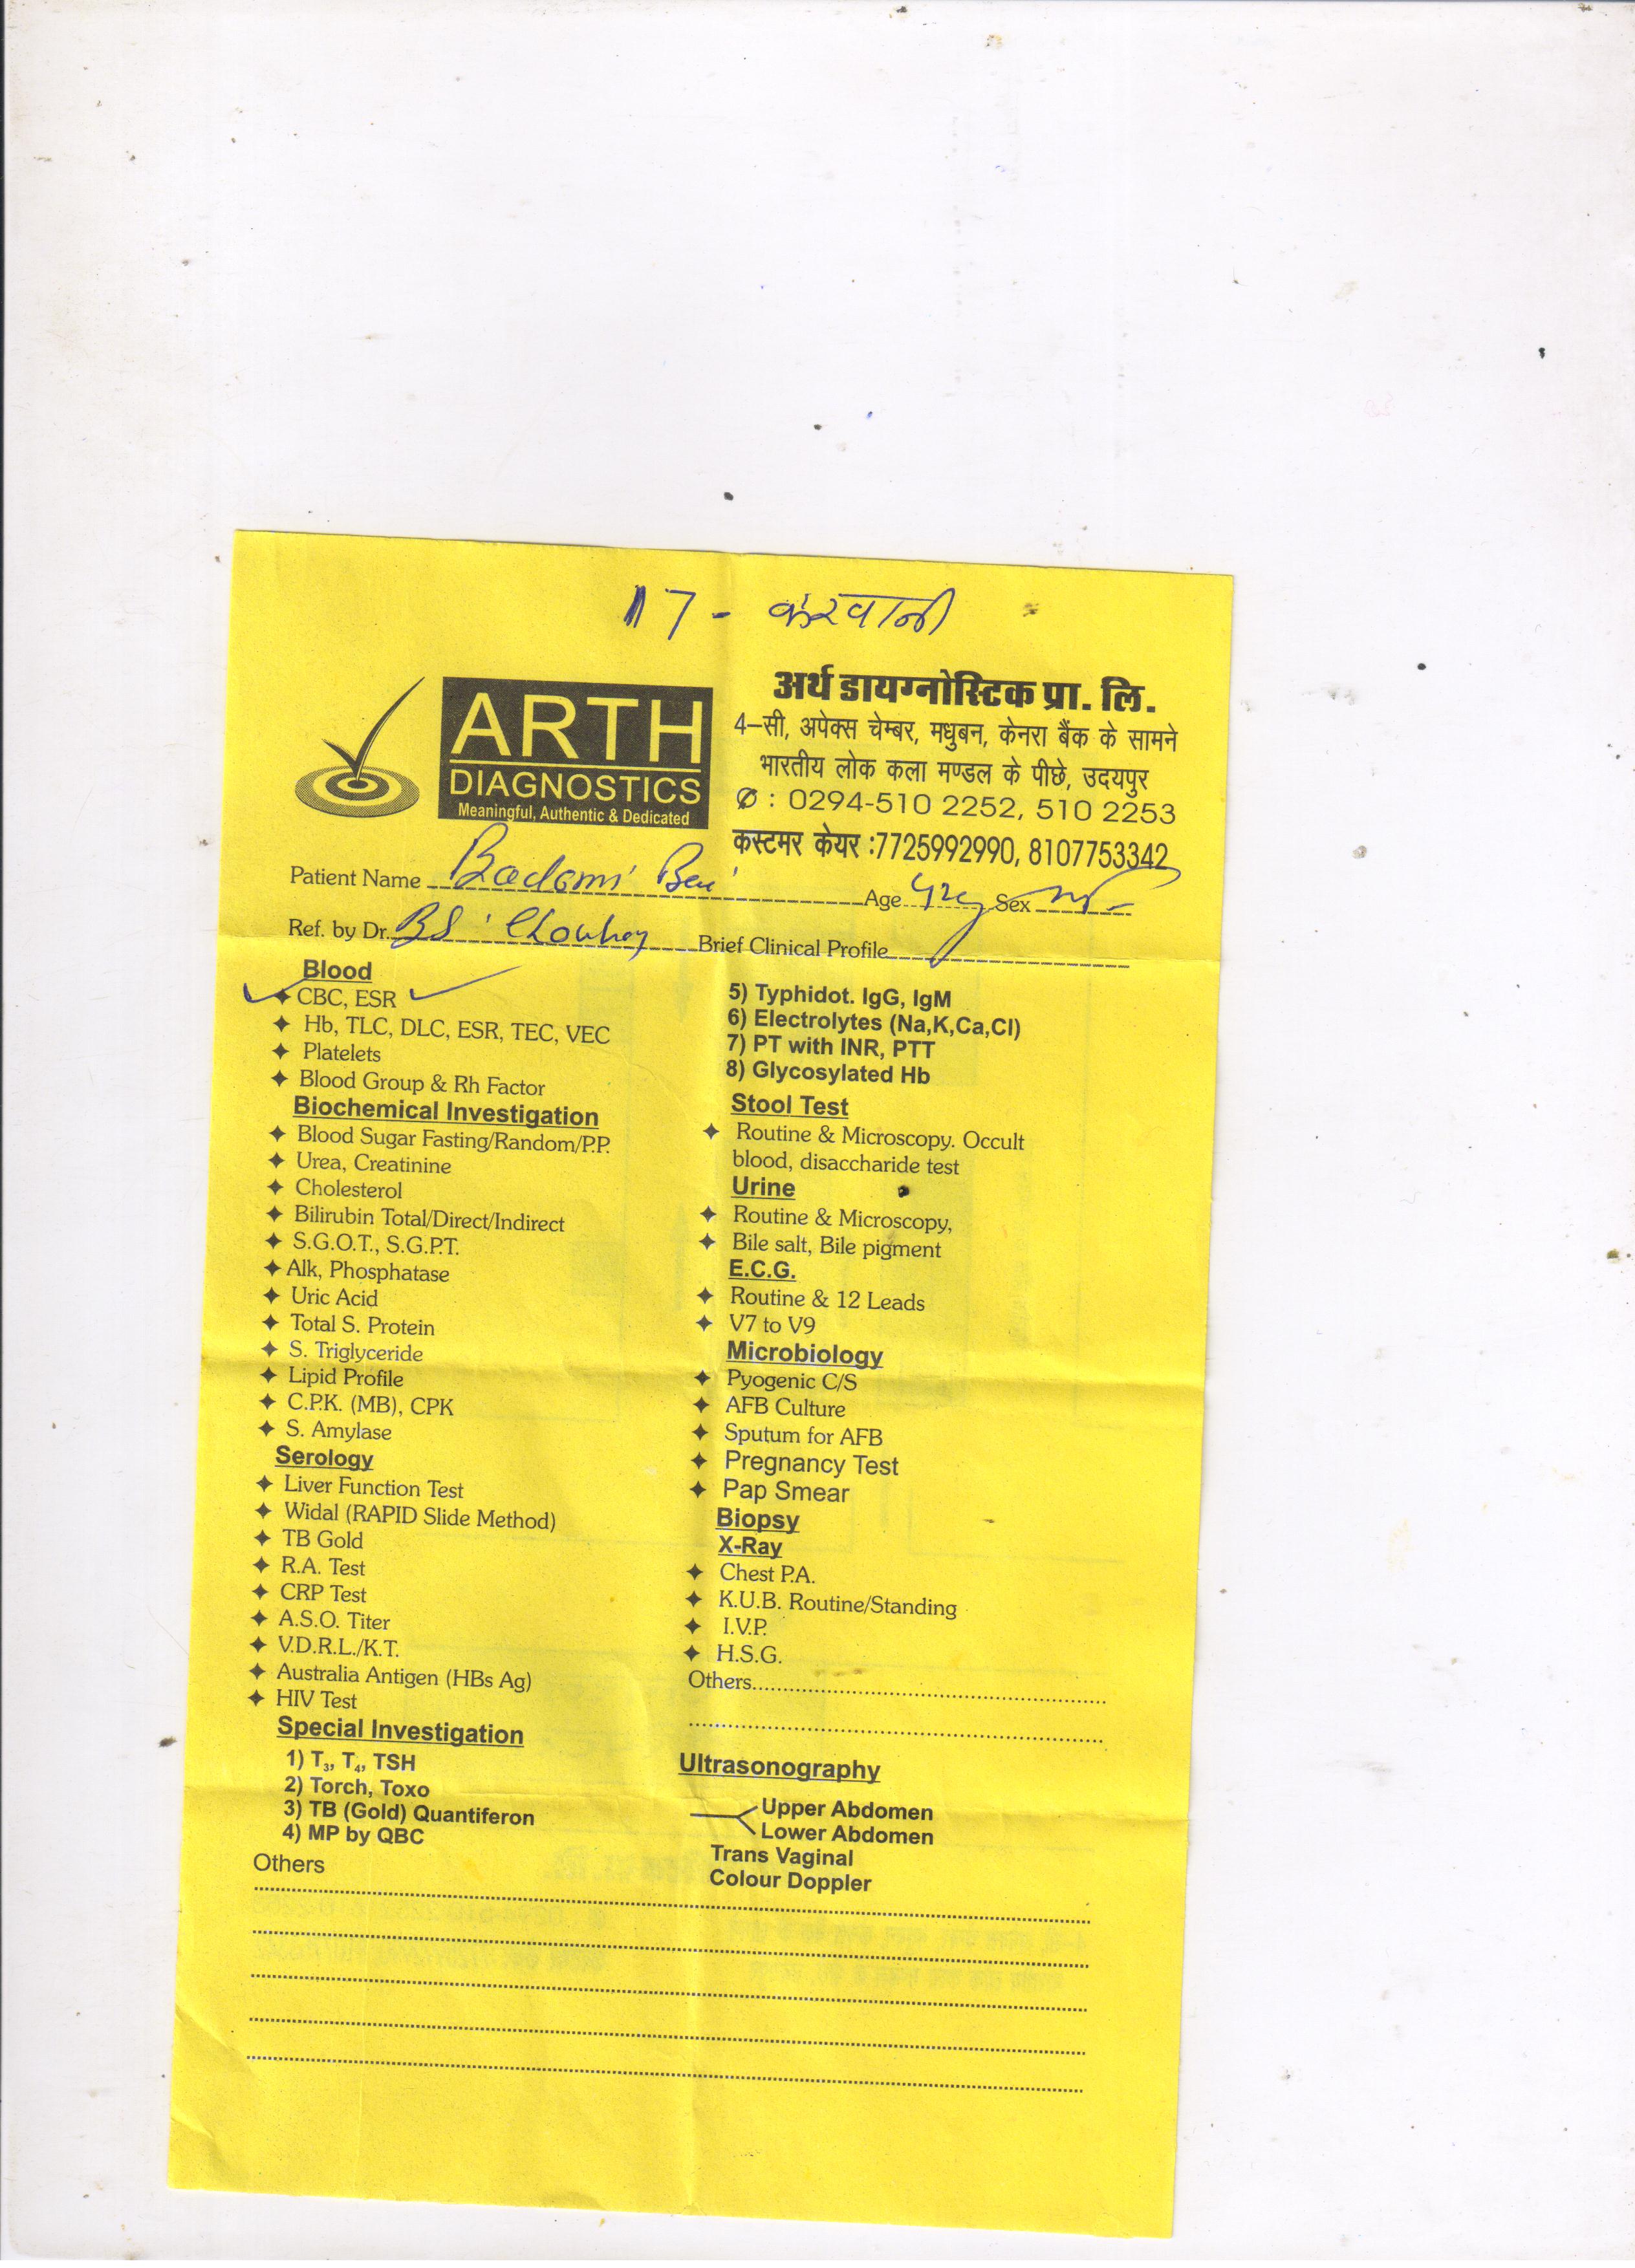 117 - करवाली
ARTH
DIAGNOSTICS
Meaningful, Authentic & Dedicated
अर्थ डायग्नोस्टिक प्रा. लि.
4–सी, अपेक्स चेम्बर, मधुबन, केनरा बैंक के सामने
भारतीय लोक कला मण्डल के पीछे, उदयपुर
✆ : 0294-510 2252, 510 2253
कस्टमर केयर :7725992990, 8107753342
Patient Name Badami Bai Age Sex
Ref. by Dr. BS Chouhan Brief Clinical Profile
Blood
✦ CBC, ESR
✦ Hb, TLC, DLC, ESR, TEC, VEC
✦ Platelets
✦ Blood Group & Rh Factor
Biochemical Investigation
✦ Blood Sugar Fasting/Random/P.P.
✦ Urea, Creatinine
✦ Cholesterol
✦ Bilirubin Total/Direct/Indirect
✦ S.G.O.T., S.G.P.T.
✦ Alk, Phosphatase
✦ Uric Acid
✦ Total S. Protein
✦ S. Triglyceride
✦ Lipid Profile
✦ C.P.K. (MB), CPK
✦ S. Amylase
Serology
✦ Liver Function Test
✦ Widal (RAPID Slide Method)
✦ TB Gold
✦ R.A. Test
✦ CRP Test
✦ A.S.O. Titer
✦ V.D.R.L./K.T.
✦ Australia Antigen (HBs Ag)
✦ HIV Test
Special Investigation
1) T₃, T₄, TSH
2) Torch, Toxo
3) TB (Gold) Quantiferon
4) MP by QBC
Others
5) Typhidot. IgG, IgM
6) Electrolytes (Na,K,Ca,Cl)
7) PT with INR, PTT
8) Glycosylated Hb
Stool Test
✦ Routine & Microscopy. Occult
blood, disaccharide test
Urine
✦ Routine & Microscopy,
✦ Bile salt, Bile pigment
E.C.G.
✦ Routine & 12 Leads
✦ V7 to V9
Microbiology
✦ Pyogenic C/S
✦ AFB Culture
✦ Sputum for AFB
✦ Pregnancy Test
✦ Pap Smear
Biopsy
X-Ray
✦ Chest P.A.
✦ K.U.B. Routine/Standing
✦ I.V.P.
✦ H.S.G.
Others
Ultrasonography
Upper Abdomen
Lower Abdomen
Trans Vaginal
Colour Doppler